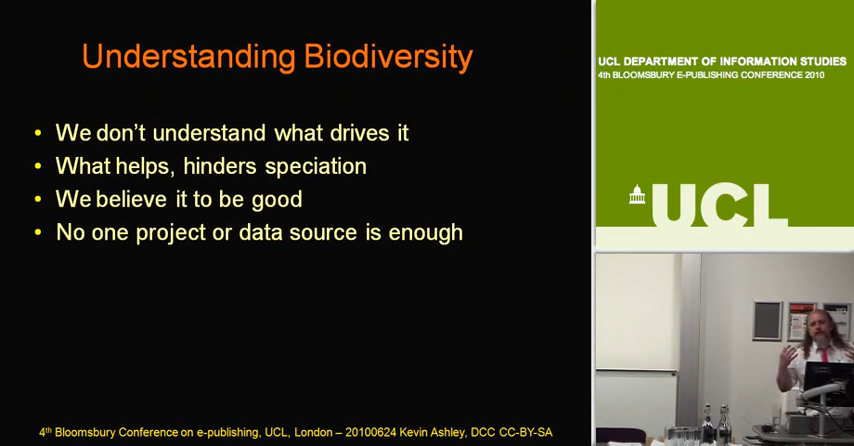 Understanding Biodiversity
• We don't understand what drives it
• What helps, hinders speciation
• We believe it to be good
• No one project or data source is enough
4th Bloomsbury Conference on e-publishing, UCL, London – 20100624 Kevin Ashley, DCC CC-BY-SA
UCL DEPARTMENT OF INFORMATION STUDIES
4th BLOOMSBURY E-PUBLISHING CONFERENCE 2010
UCL